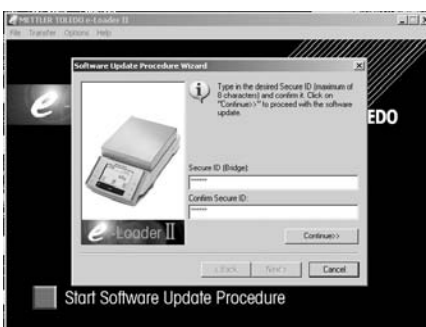 METTLER TOLEDO e-Loader II
File Transfer Options Help
Software Update Procedure Wizard
Type in the desired Secure ID (maximum of
6 characters) and confirm it. Click on
"Continue>>" to proceed with the software
update.
e
EDO
Secure ID (Bridge):
Confirm Secure ID:
e-Loader II
Continue>>
<Back
Next>
Cancel
Start Software Update Procedure